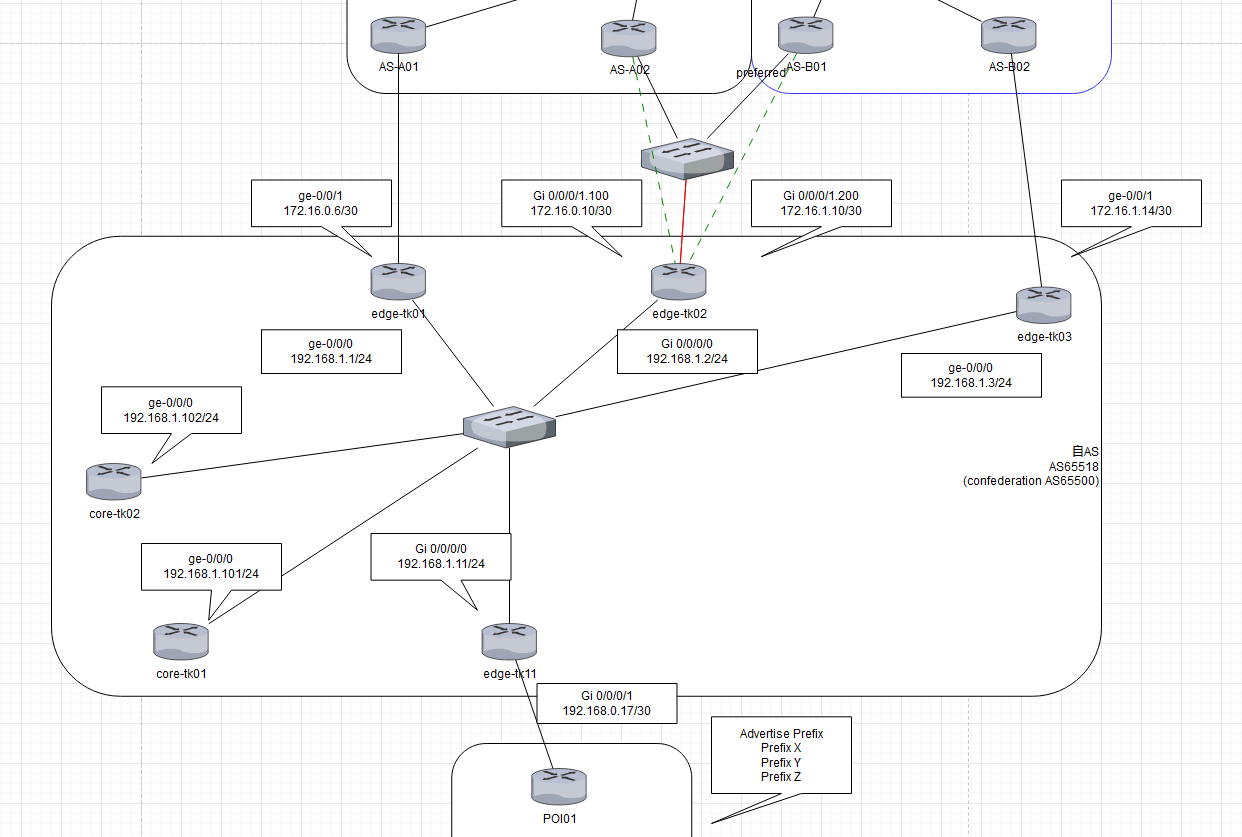 AS-A01
AS-A02
preferred
AS-B01
AS-B02
ge-0/0/1
172.16.0.6/30
Gi 0/0/0/1.100
172.16.0.10/30
Gi 0/0/0/1.200
172.16.1.10/30
ge-0/0/1
172.16.1.14/30
edge-tk01
edge-tk02
edge-tk03
ge-0/0/0
192.168.1.1/24
Gi 0/0/0/0
192.168.1.2/24
ge-0/0/0
192.168.1.3/24
ge-0/0/0
192.168.1.102/24
自AS
AS65518
(confederation AS65500)
core-tk02
ge-0/0/0
192.168.1.101/24
Gi 0/0/0/0
192.168.1.11/24
core-tk01
edge-tk11
Gi 0/0/0/1
192.168.0.17/30
Advertise Prefix
Prefix X
Prefix Y
Prefix Z
POI01